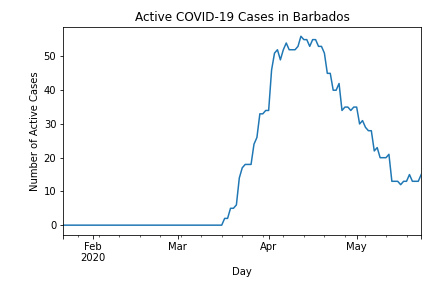 Active COVID-19 Cases in Barbados
Number of Active Cases
50
40
30
20
10
0
Feb
2020
Mar
Apr
May
Day